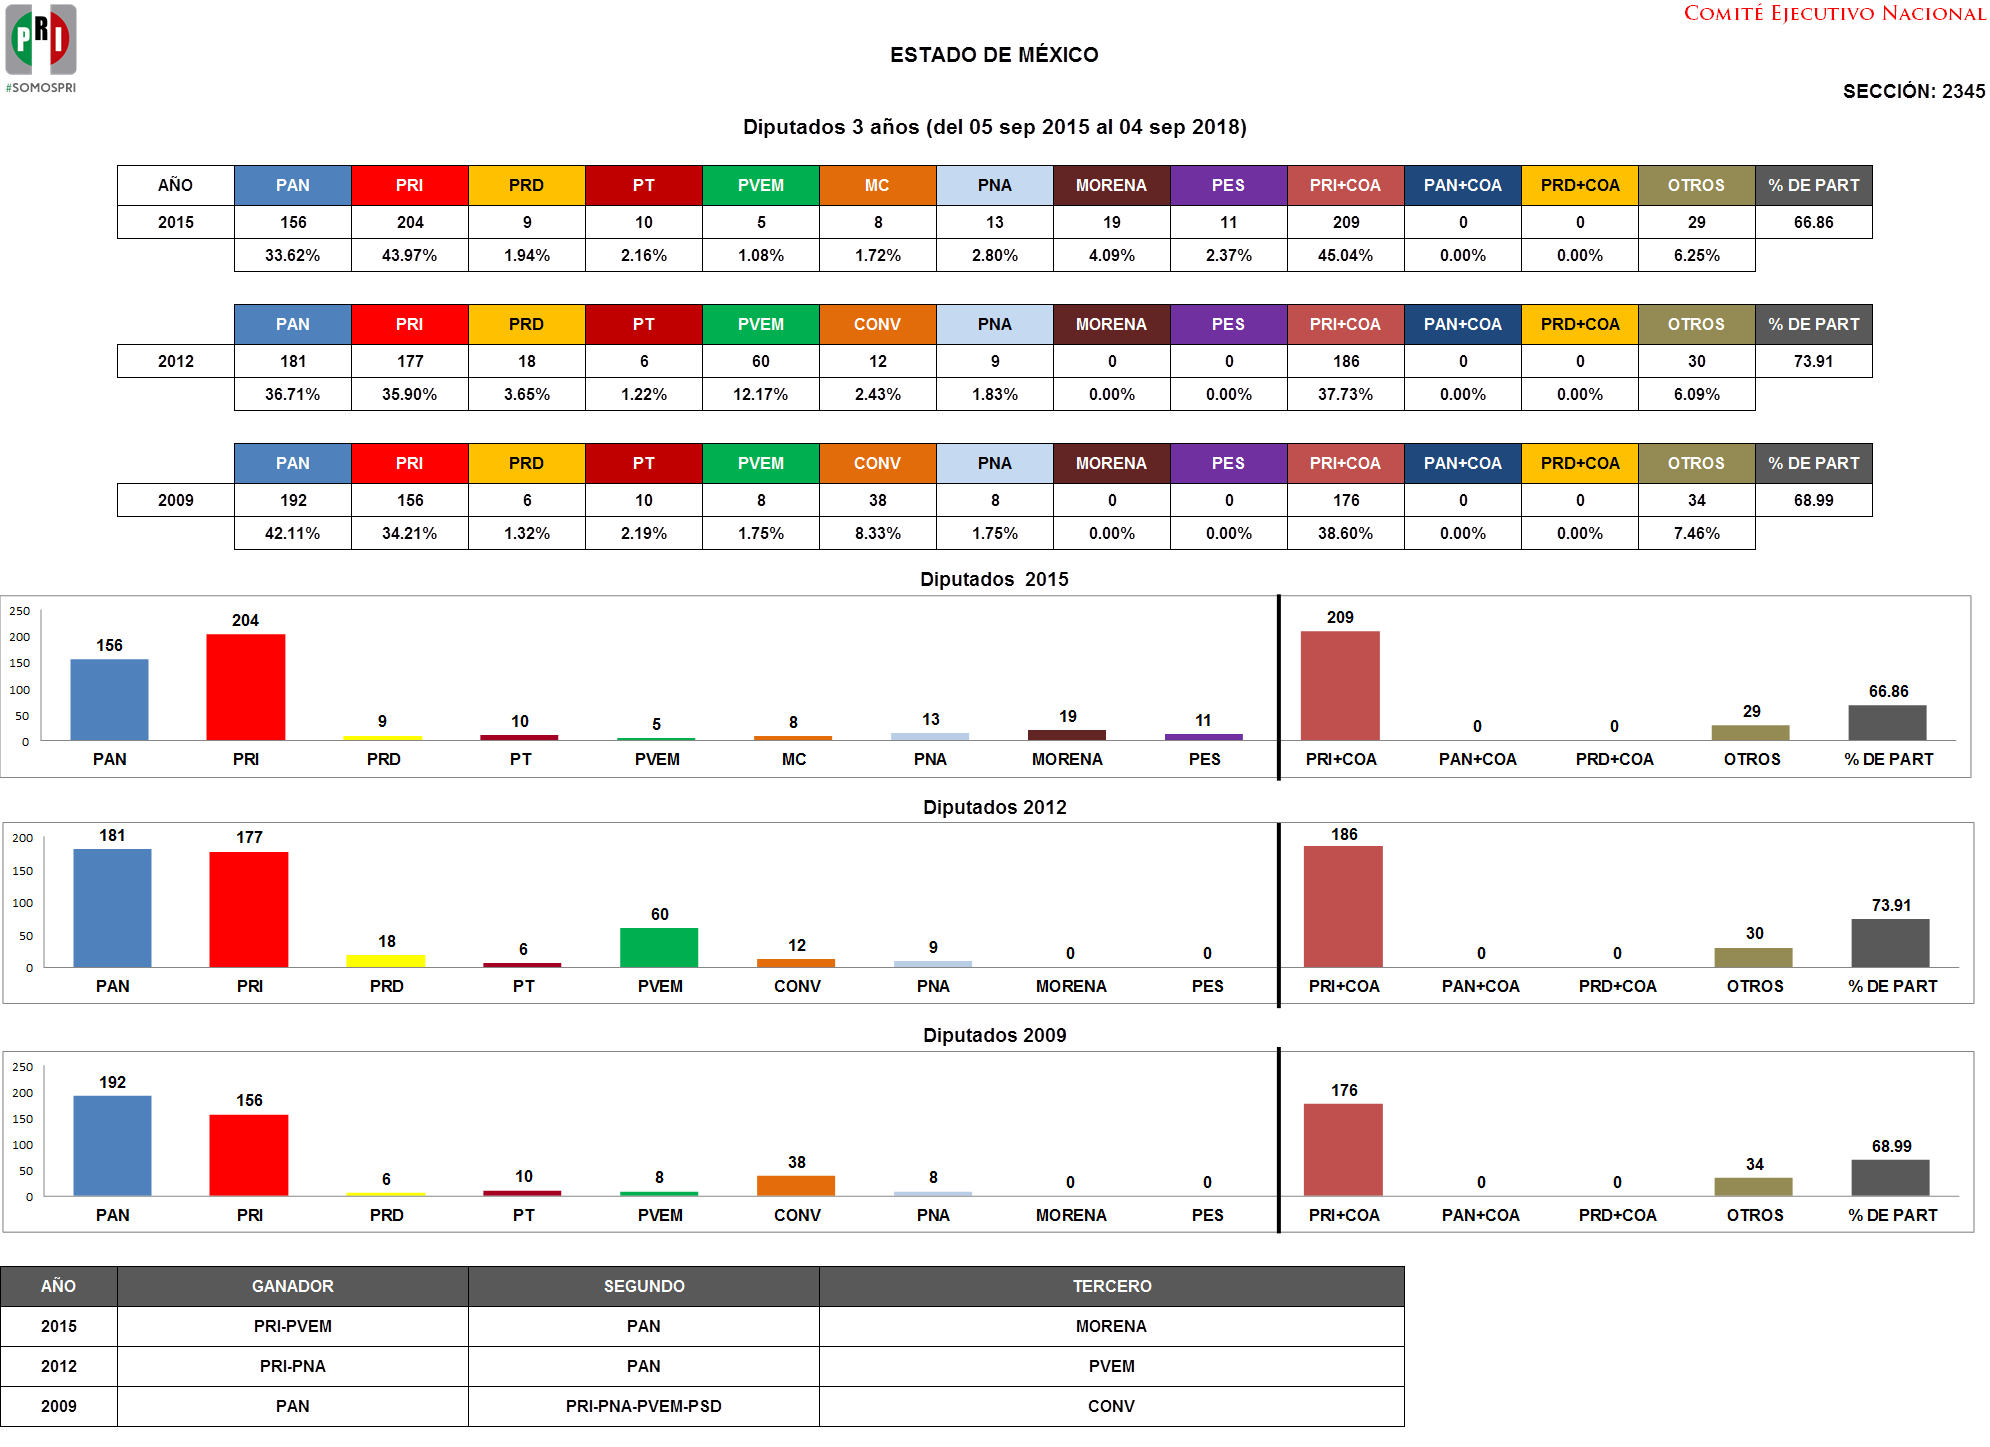 PRI
#SOMOSPRI
COMITÉ EJECUTIVO NACIONAL
ESTADO DE MÉXICO
SECCIÓN: 2345
Diputados 3 años (del 05 sep 2015 al 04 sep 2018)
AÑO PAN PRI PRD PT PVEM MC PNA MORENA PES PRI+COA PAN+COA PRD+COA OTROS % DE PART
2015 156 204 9 10 5 8 13 19 11 209 0 0 29 66.86
33.62% 43.97% 1.94% 2.16% 1.08% 1.72% 2.80% 4.09% 2.37% 45.04% 0.00% 0.00% 6.25%
PAN PRI PRD PT PVEM CONV PNA MORENA PES PRI+COA PAN+COA PRD+COA OTROS % DE PART
2012 181 177 18 6 60 12 9 0 0 186 0 0 30 73.91
36.71% 35.90% 3.65% 1.22% 12.17% 2.43% 1.83% 0.00% 0.00% 37.73% 0.00% 0.00% 6.09%
PAN PRI PRD PT PVEM CONV PNA MORENA PES PRI+COA PAN+COA PRD+COA OTROS % DE PART
2009 192 156 6 10 8 38 8 0 0 176 0 0 34 68.99
42.11% 34.21% 1.32% 2.19% 1.75% 8.33% 1.75% 0.00% 0.00% 38.60% 0.00% 0.00% 7.46%
Diputados 2015
250
200
150
100
50
0
156 204 9 10 5 8 13 19 11 209 0 0 29 66.86
PAN PRI PRD PT PVEM MC PNA MORENA PES PRI+COA PAN+COA PRD+COA OTROS % DE PART
Diputados 2012
200
150
100
50
0
181 177 18 6 60 12 9 0 0 186 0 0 30 73.91
PAN PRI PRD PT PVEM CONV PNA MORENA PES PRI+COA PAN+COA PRD+COA OTROS % DE PART
Diputados 2009
250
200
150
100
50
0
192 156 6 10 8 38 8 0 0 176 0 0 34 68.99
PAN PRI PRD PT PVEM CONV PNA MORENA PES PRI+COA PAN+COA PRD+COA OTROS % DE PART
AÑO GANADOR SEGUNDO TERCERO
2015 PRI-PVEM PAN MORENA
2012 PRI-PNA PAN PVEM
2009 PAN PRI-PNA-PVEM-PSD CONV